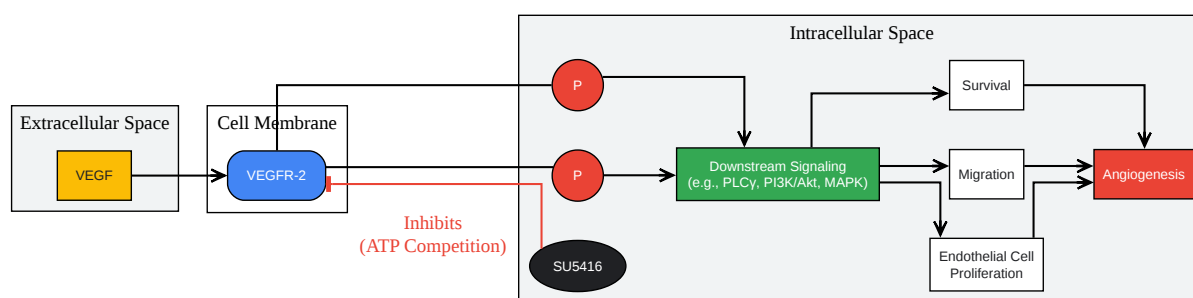 Intracellular Space
P
Survival
Extracellular Space
Cell Membrane
VEGF
VEGFR-2
P
Downstream Signaling
(e.g., PLCγ, PI3K/Akt, MAPK)
Migration
Angiogenesis
Inhibits
(ATP Competition)
SU5416
Endothelial Cell
Proliferation